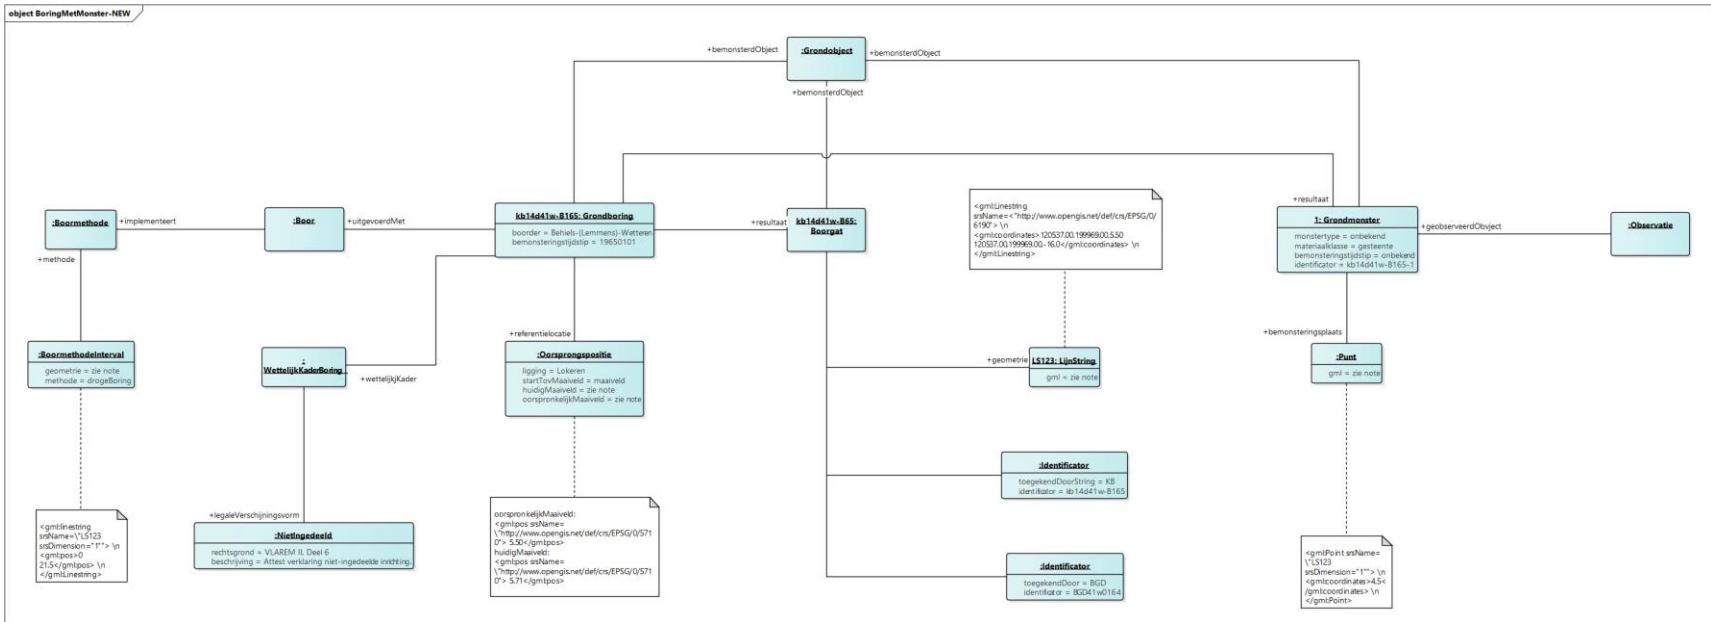 object BoringMetMonster-NEW
:Grondobject
+bemonsterdObject
+bemonsterdObject
+bemonsterdObject
:Boormethode
+implementeert
:Boor
+uitgevoerdMet
kb14d41w-B165: Grondboring
boorder = Behiels-(Lemmens)-Wetteren
bemonsteringstijdstip = 19650101
+resultaat
kb14d41w-B65:
Boorgat
<gml:Linestring
srsName=<"http://www.opengis.net/def/crs/EPSG/0/
6190"> \n
<gml:coordinates>120537.00,199969.00,5.50
120537.00,199969.00,-16.0</gml:coordinates> \n
</gml:Linestring>
+resultaat
1: Grondmonster
monstertype = onbekend
materiaalklasse = gesteente
bemonsteringstijdstip = onbekend
identificator = kb14d41w-B165-1
+geobserveerdObvject
:Observatie
+methode
:BoormethodeInterval
geometrie = zie note
methode = drogeBoring
:
WettelijkKaderBoring
+wettelijkjKader
+referentielocatie
:Oorsprongspositie
ligging = Lokeren
startTovMaaiveld = maaiveld
huidigMaaiveld = zie note
oorspronkelijkMaaiveld = zie note
+geometrie
LS123: LijnString
gml = zie note
+bemonsteringsplaats
:Punt
gml = zie note
:Identificator
toegekendDoorString = KB
identifikator = kb14d41w-B165
<gml:linestring
srsName=\"LS123
srsDimension="1""> \n
<gml:pos>0
21.5</gml:pos> \n
</gml:Linestring>
+legaleVerschijningsvorm
:NietIngedeeld
rechtsgrond = VLAREM II, Deel 6
beschrijving = Attest verklaring niet-ingedeelde inrichting.
oorspronkelijkMaaiveld:
<gml:pos srsName=
\"http://www.opengis.net/def/crs/EPSG/0/571
0"> 5.50</gml:pos>
huidigMaaiveld:
<gml:pos srsName=
\"http://www.opengis.net/def/crs/EPSG/0/571
0"> 5.71</gml:pos>
:Identificator
toegekendDoor = BGD
identifikator = BGD41w0164
<gml:Point srsName=
\"LS123
srsDimension="1""> \n
<gml:coordinates>4.5<
/gml:coordinates> \n
</gml:Point>